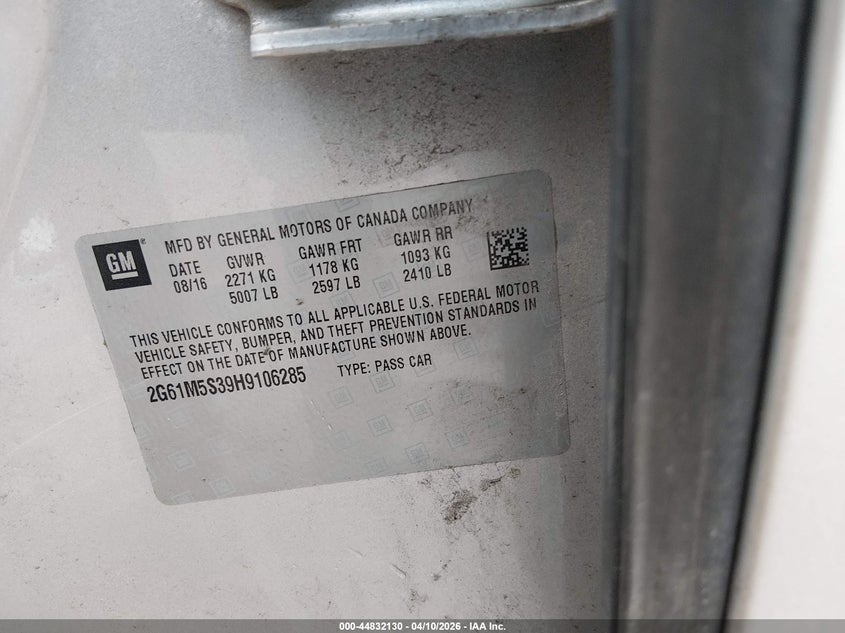 GM
MFD BY GENERAL MOTORS OF CANADA COMPANY
DATE GVWR GAWR FRT GAWR RR
08/16 2271 KG 1178 KG 1093 KG
5007 LB 2597 LB 2410 LB
THIS VEHICLE CONFORMS TO ALL APPLICABLE U.S. FEDERAL MOTOR
VEHICLE SAFETY, BUMPER, AND THEFT PREVENTION STANDARDS IN
EFFECT ON THE DATE OF MANUFACTURE SHOWN ABOVE.
2G61M5S39H9106285 TYPE: PASS CAR
000-44832130 - 04/10/2026 - IAA Inc.